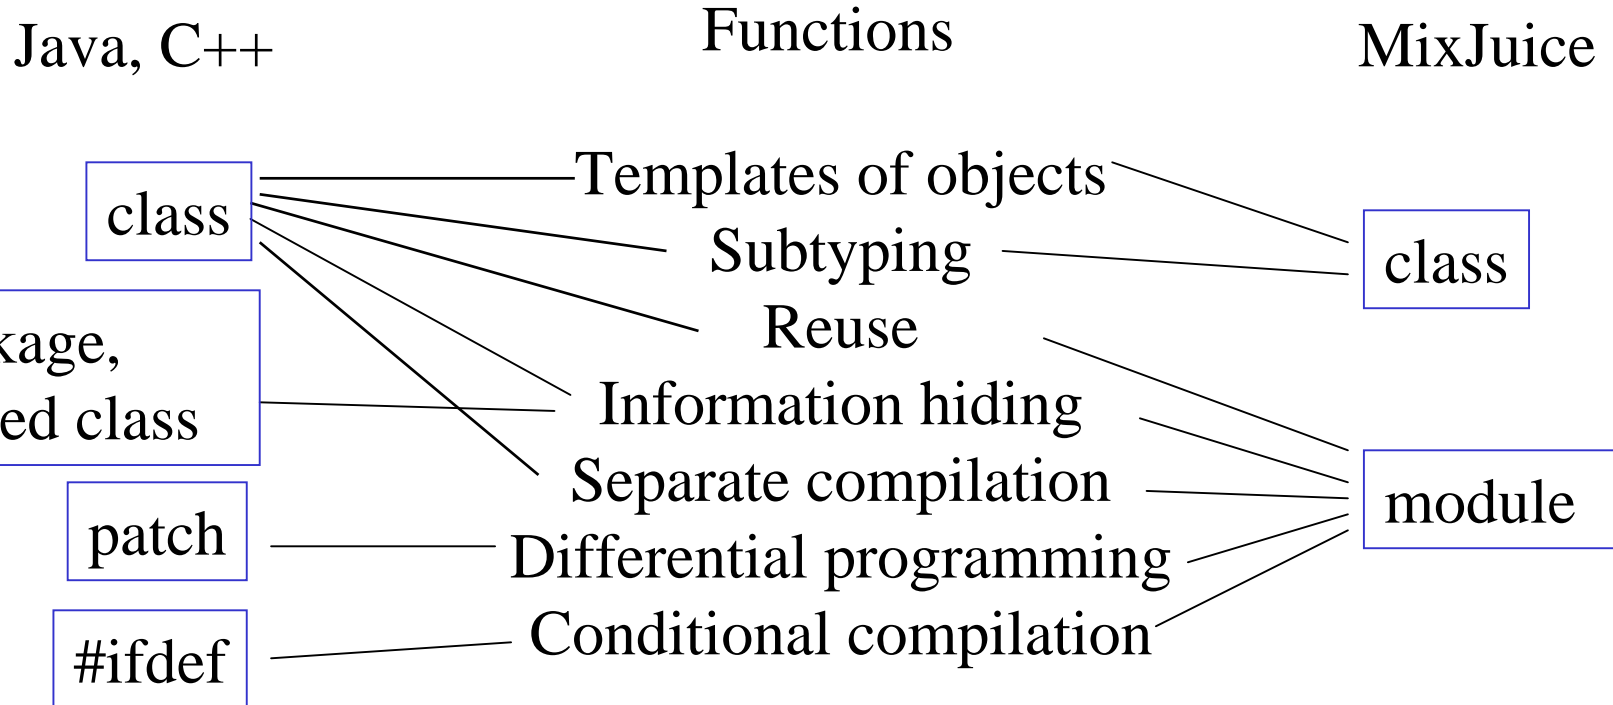 Java, C++
Functions
MixJuice
class
Templates of objects
Subtyping
class
kage,
Reuse
ed class
Information hiding
patch
Separate compilation
module
Differential programming
#ifdef
Conditional compilation